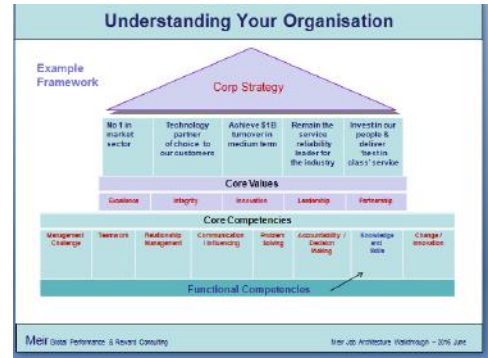 Understanding Your Organisation
Example
Framework
Corp Strategy
No 1 in
market
sector
Technology
partner
of choice to
our customers
Achieve $1B
turnover in
medium term
Remain the
service
reliability
leader for
the industry
Invest in our
people &
deliver
'best in
class' service
Core Values
Excellence
Integrity
Innovation
Leadership
Partnership
Core Competencies
Management
Challenge
Teamwork
Relationship
Management
Communication
/ Influencing
Problem
Solving
Accountability /
Decision
Making
Knowledge
and
Skills
Change /
Innovation
Functional Competencies
Meir Global Performance & Reward Consulting
Meir Job Architecture Walkthrough – 2016 June